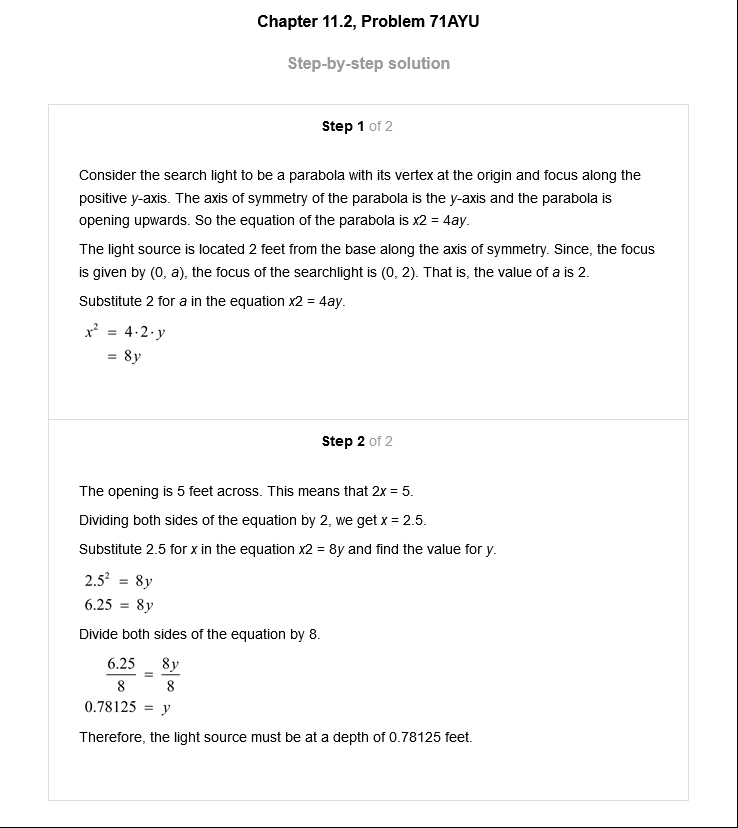 Chapter 11.2, Problem 71AYU
Step-by-step solution
Step 1 of 2
Consider the search light to be a parabola with its vertex at the origin and focus along the
positive y-axis. The axis of symmetry of the parabola is the y-axis and the parabola is
opening upwards. So the equation of the parabola is x2 = 4ay.
The light source is located 2 feet from the base along the axis of symmetry. Since, the focus
is given by (0, a), the focus of the searchlight is (0, 2). That is, the value of a is 2.
Substitute 2 for a in the equation x2 = 4ay.
x² = 4·2·y
= 8y
Step 2 of 2
The opening is 5 feet across. This means that 2x = 5.
Dividing both sides of the equation by 2, we get x = 2.5.
Substitute 2.5 for x in the equation x2 = 8y and find the value for y.
2.5² = 8y
6.25 = 8y
Divide both sides of the equation by 8.
6.25/8 = 8y/8
0.78125 = y
Therefore, the light source must be at a depth of 0.78125 feet.